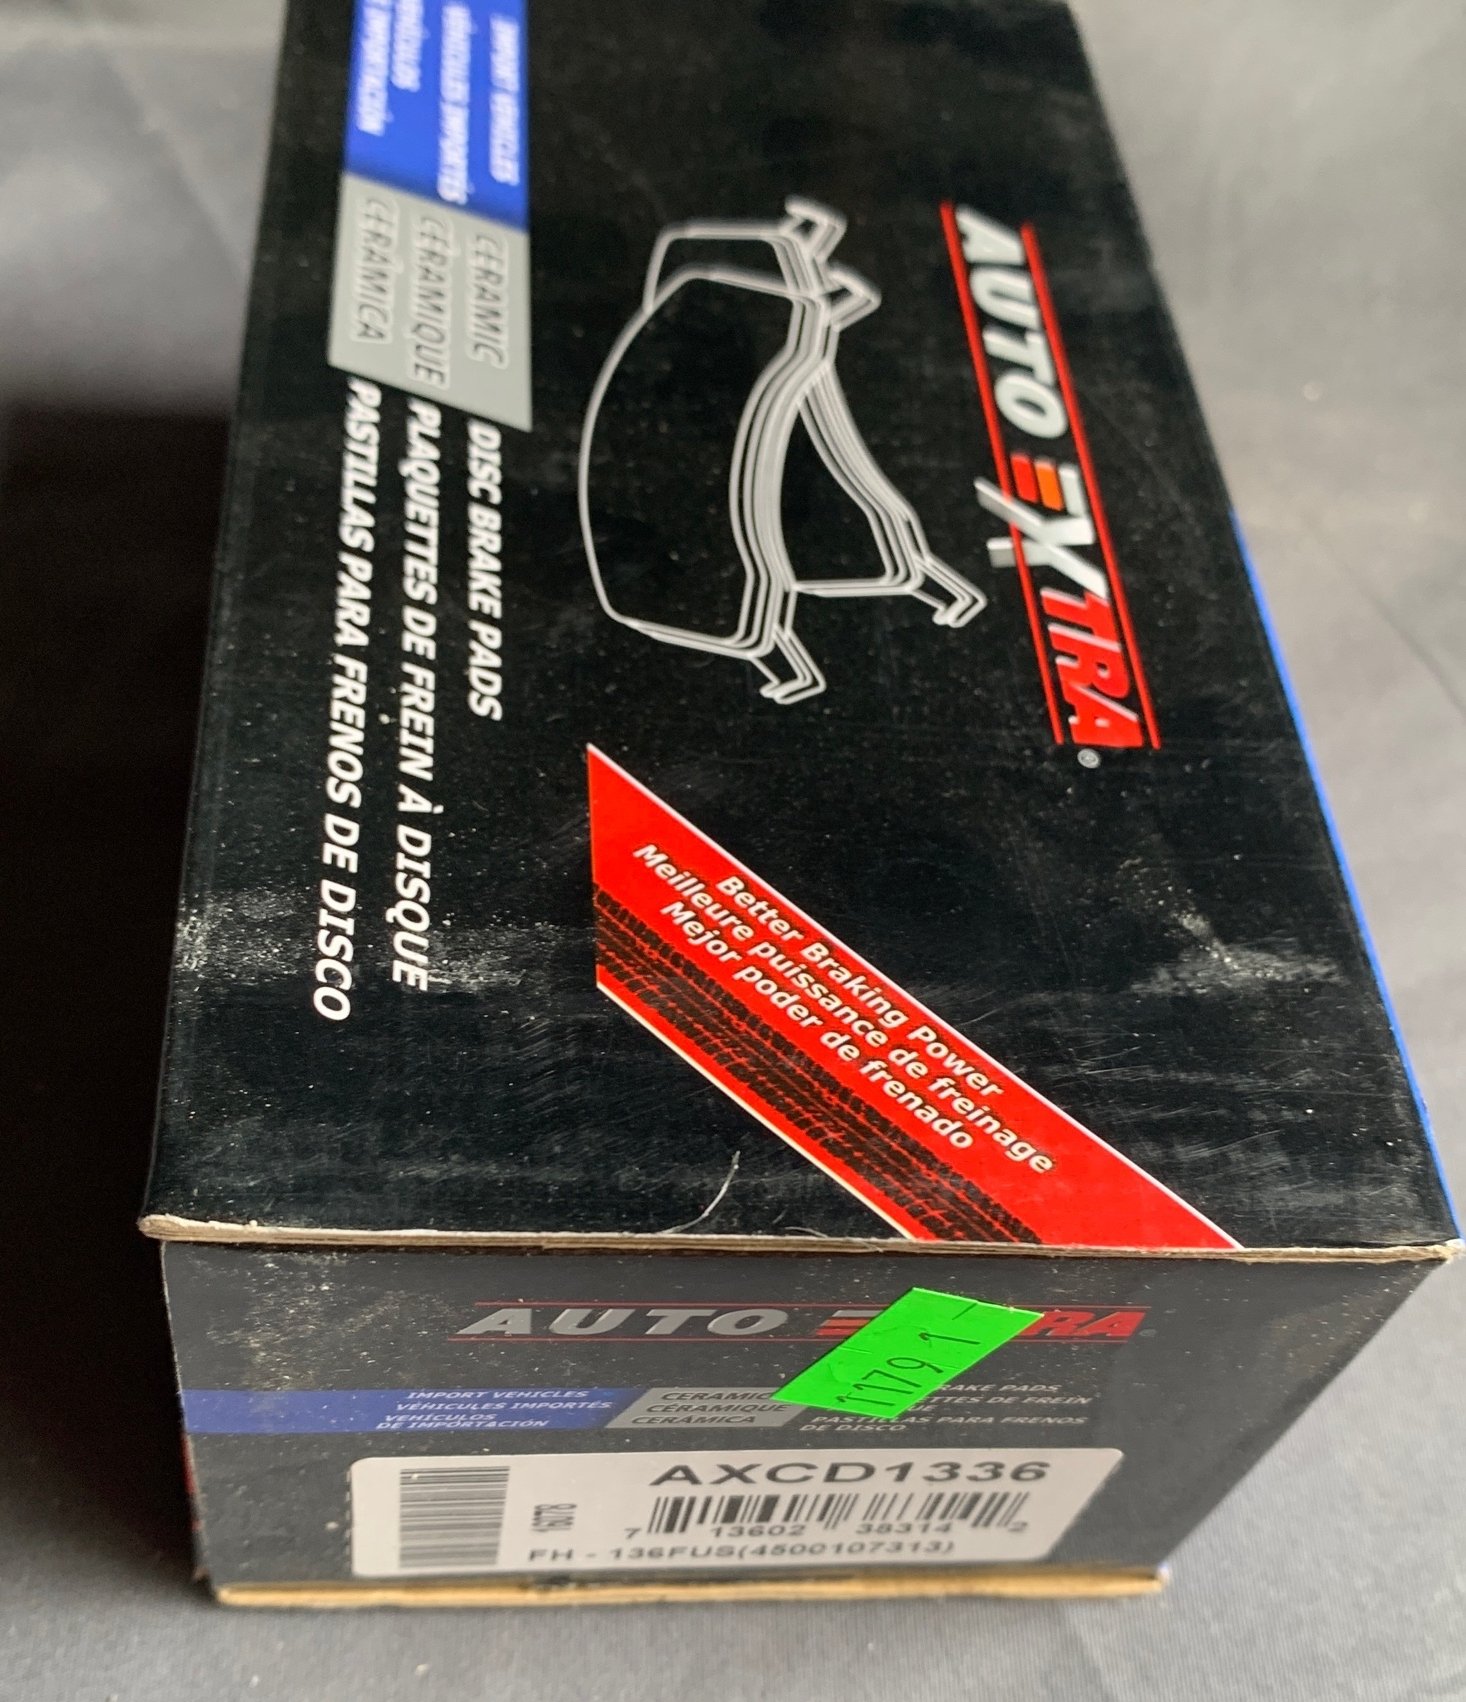 AUTO EXTRA®
IMPORT VEHICLES
VÉHICULES IMPORTÉS
VEHÍCULOS
DE IMPORTACIÓN
CERAMIC
CÉRAMIQUE
CERÁMICA
DISC BRAKE PADS
PLAQUETTES DE FREIN À DISQUE
PASTILLAS PARA FRENOS DE DISCO
Better Braking Power
Meilleure puissance de freinage
Mejor poder de frenado
AUTO RA
IMPORT VEHICLES
VÉHICULES IMPORTÉS
VEHÍCULOS
DE IMPORTACIÓN
CERAMIC
CÉRAMIQUE
CERÁMICA
BRAKE PADS
DE FREIN
PASTILLAS PARA FRENOS
DE DISCO
AXCD1336
7 13602 38314 2
FH - 136FUS(4500107313)